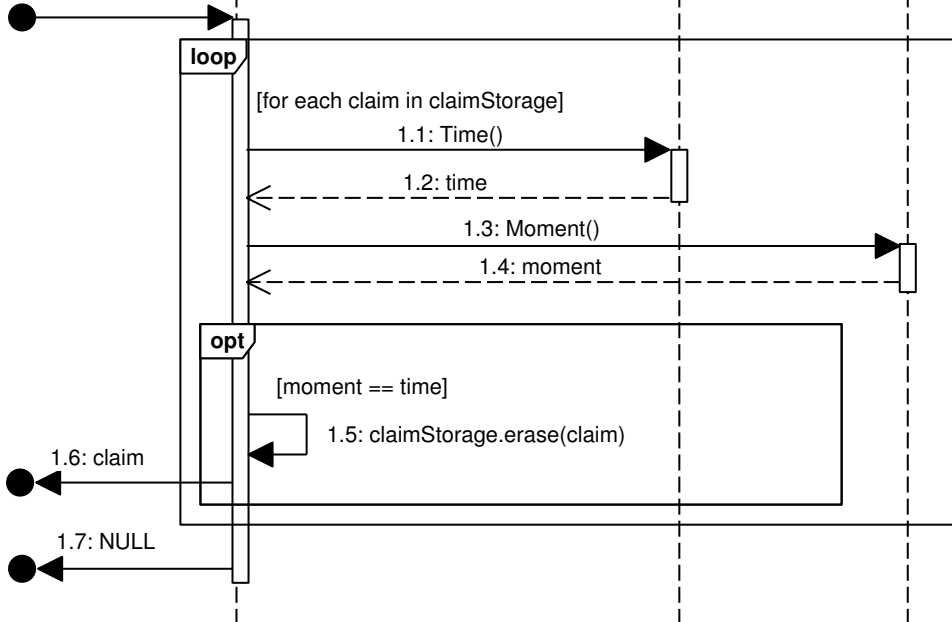 loop
[for each claim in claimStorage]
1.1: Time()
1.2: time
1.3: Moment()
1.4: moment
opt
[moment == time]
1.5: claimStorage.erase(claim)
1.6: claim
1.7: NULL